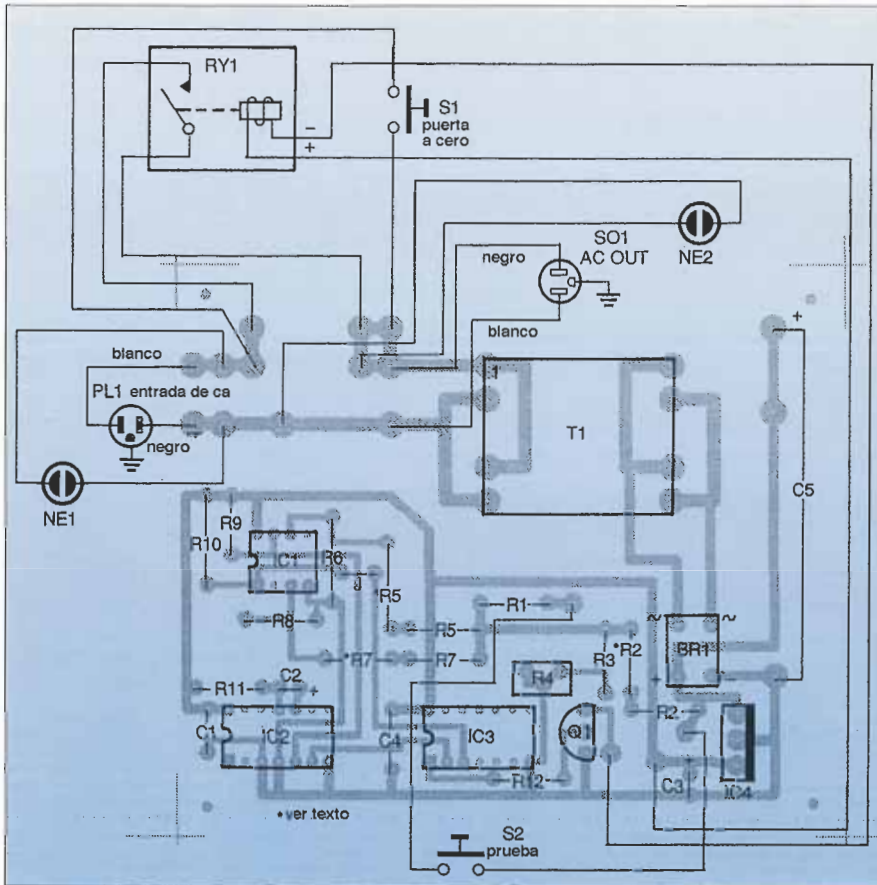 RY1
S1
puerta
a cero
−
+
SO1
AC OUT
NE2
negro
blanco
blanco
PL1 entrada de ca
negro
NE1
1
T1
+
C5
R9
R10
IC1
R6
J
R5
R1
R8
R5
R3
*R2
~ BR1 ~
*R7
R7
R4
R11
C2
+
R2
C1
IC2
C4
IC3
Q1
R12
C3
IC4
*ver texto
S2
prueba